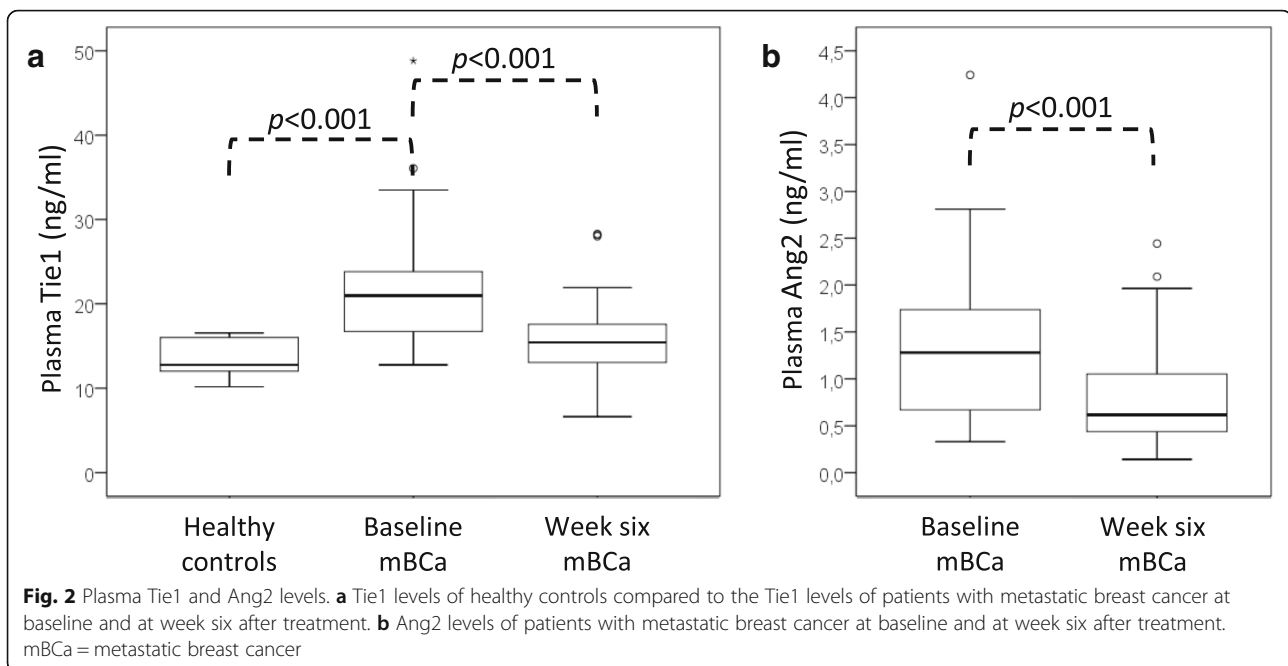 a
Plasma Tie1 (ng/ml)
50
40
30
20
10
0
*
p<0.001
p<0.001
Healthy
controls
Baseline
mBCa
Week six
mBCa
b
Plasma Ang2 (ng/ml)
4,5
4,0
3,5
3,0
2,5
2,0
1,5
1,0
0,5
0,0
p<0.001
Baseline
mBCa
Week six
mBCa
Fig. 2 Plasma Tie1 and Ang2 levels. a Tie1 levels of healthy controls compared to the Tie1 levels of patients with metastatic breast cancer at
baseline and at week six after treatment. b Ang2 levels of patients with metastatic breast cancer at baseline and at week six after treatment.
mBCa = metastatic breast cancer